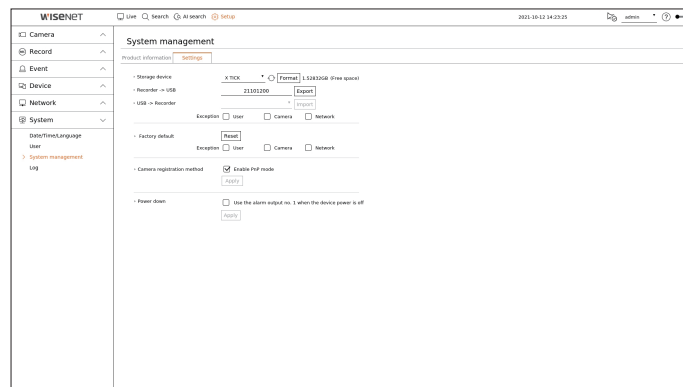 WISENET Live Search AI search Setup 2021-10-12 14:23:25 admin
Camera
Record
Event
Device
Network
System
Date/Time/Language
User
> System management
Log
System management
Product information Settings
Storage device X TICK Format 1.52832GB (Free space)
Recorder -> USB 21101200 Export
USB -> Recorder Import
Exception User Camera Network
Factory default Reset
Exception User Camera Network
Camera registration method Enable PnP mode
Apply
Power down Use the alarm output no. 1 when the device power is off
Apply